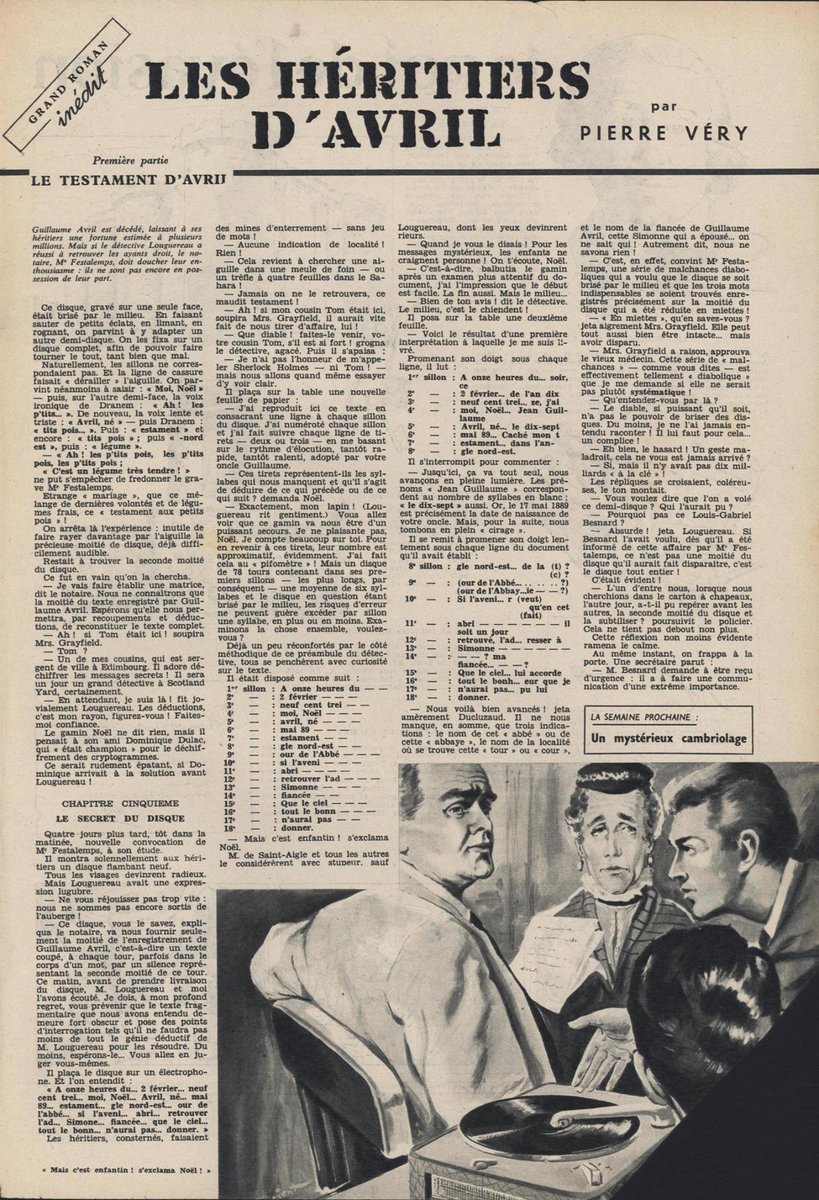 GRAND ROMAN
inédit
LES HÉRITIERS
D'AVRIL
par
PIERRE VÉRY
Première partie
LE TESTAMENT D'AVRIL
Guillaume Avril est décédé, laissant à ses
héritiers une fortune estimée à plusieurs
millions. Mais si le détective Louguereau a
réussi à retrouver les ayants droit, le no-
taire, Mᵉ Festalemps, doit doucher leur en-
thousiasme : ils ne sont pas encore en pos-
session de leur part.
Ce disque, gravé sur une seule face,
était brisé par le milieu. En faisant
sauter de petits éclats, en limant, en
rognant, on parvint à y adapter un
autre demi-disque. On les fixa sur un
disque complet, afin de pouvoir faire
tourner le tout, tant bien que mal.
Naturellement, les sillons ne corres-
pondaient pas. Et la ligne de cassure
faisait « dérailler » l'aiguille. On par-
vint néanmoins à saisir : « Moi, Noël »
— puis, sur l'autre demi-face, la voix
ironique de Dranem : « Ah ! les
p'tits... ». De nouveau, la voix lente et
triste : « Avril, né » — puis Dranem :
« tits pois... ». Puis : « estament » et
encore : « tits pois » ; puis « -nord
est », puis : « légume ».
— « Ah ! les p'tits pois, les p'tits
pois, les p'tits pois ;
« C'est un légume très tendre ! »
ne put s'empêcher de fredonner le gra-
ve Mᵉ Festalemps.
Etrange « mariage », que ce mé-
lange de dernières volontés et de légu-
mes frais, ce « testament aux petits
pois » !
On arrêta là l'expérience : inutile de
faire rayer davantage par l'aiguille la
précieuse moitié de disque, déjà diffi-
cilement audible.
Restait à trouver la seconde moitié
du disque.
Ce fut en vain qu'on la chercha.
— Je vais faire établir une matrice,
dit le notaire. Nous ne connaîtrons que
la moitié du texte enregistré par Guil-
laume Avril. Espérons qu'elle nous per-
mettra, par recoupements et déduc-
tions, de reconstituer le texte complet.
— Ah ! si Tom était ici ! soupira
Mrs. Grayfield.
— Tom ?
— Un de mes cousins, qui est ser-
gent de ville à Edimbourg. Il adore dé-
chiffrer les messages secrets ! Il sera
un jour un grand détective à Scotland
Yard, certainement.
— En attendant, je suis là ! fit jo-
vialement Louguereau. Les déductions,
c'est mon rayon, figurez-vous ! Faites-
moi confiance.
Le gamin Noël ne dit rien, mais il
pensait à son ami Dominique Dulac,
qui « était champion » pour le déchif-
frement des cryptogrammes.
Ce serait rudement épatant, si Do-
minique arrivait à la solution avant
Louguereau !
CHAPITRE CINQUIEME
LE SECRET DU DISQUE
Quatre jours plus tard, tôt dans la
matinée, nouvelle convocation de
Mᵉ Festalemps, à son étude.
Il montra solennellement aux héri-
tiers un disque flambant neuf.
Tous les visages devinrent radieux.
Mais Louguereau avait une expres-
sion lugubre.
— Ne vous réjouissez pas trop vite :
nous ne sommes pas encore sortis de
l'auberge !
— Ce disque, vous le savez, expli-
qua le notaire, va nous fournir seule-
ment la moitié de l'enregistrement de
Guillaume Avril, c'est-à-dire un texte
coupé, à chaque tour, parfois dans le
corps d'un mot, par un silence repré-
sentant la seconde moitié de ce tour.
Ce matin, avant de prendre livraison
du disque, M. Louguereau et moi
l'avons écouté. Je dois, à mon profond
regret, vous prévenir que le texte frag-
mentaire que nous avons entendu de-
meure fort obscur et pose des points
d'interrogation tels qu'il ne faudra pas
moins de tout le génie déductif de
M. Louguereau pour les résoudre. Du
moins, espérons-le... Vous allez en ju-
ger vous-mêmes.
Il plaça le disque sur un électropho-
ne. Et l'on entendit :
« A onze heures du... 2 février... neuf
cent trei... moi, Noël... Avril, né... mai
89... estament... gle nord-est... our de
l'abbé... si l'aveni... abri... retrouver
l'ad... Simone... fiancée... que le ciel...
tout le bonn... n'aurai pas... donner. »
Les héritiers, consternés, faisaient
« Mais c'est enfantin ! s'exclama Noël ! »
des mines d'enterrement — sans jeu
de mots !
— Aucune indication de localité !
Rien !
— Cela revient à chercher une ai-
guille dans une meule de foin — ou
un trèfle à quatre feuilles dans le Sa-
hara !
— Jamais on ne le retrouvera, ce
maudit testament !
— Ah ! si mon cousin Tom était ici,
soupira Mrs. Grayfield, il aurait vite
fait de nous tirer d'affaire, lui !
— Que diable ! faites-le venir, vo-
tre cousin Tom, s'il est si fort ! grogna
le détective, agacé. Puis il s'apaisa :
— Je n'ai pas l'honneur de m'appe-
ler Sherlock Holmes — ni Tom ! —
mais nous allons quand même essayer
d'y voir clair.
Il plaça sur la table une nouvelle
feuille de papier :
— J'ai reproduit ici ce texte en
consacrant une ligne à chaque sillon
du disque. J'ai numéroté chaque sillon
et j'ai fait suivre chaque ligne de ti-
rets — deux ou trois — en me basant
sur le rythme d'élocution, tantôt ra-
pide, tantôt ralenti, adopté par votre
oncle Guillaume.
— Ces tirets représentent-ils les syl-
labes qui nous manquent et qu'il s'agit
de déduire de ce qui précède ou de ce
qui suit ? demanda Noël.
— Exactement, mon lapin ! (Lou-
guereau rit gentiment.) Vous allez
voir que ce gamin va nous être d'un
puissant secours. Je ne plaisante pas,
Noël. Je compte beaucoup sur toi. Pour
en revenir à ces tirets, leur nombre est
approximatif, évidemment. J'ai fait
cela au « pifomètre » ! Mais un disque
de 78 tours contenant dans ses pre-
miers sillons — les plus longs, par
conséquent — une moyenne de six syl-
labes et le disque en question étant
brisé par le milieu, les risques d'erreur
ne peuvent guère excéder par sillon
une syllabe, en plus ou en moins. Exa-
minons la chose ensemble, voulez-
vous ?
Déjà un peu réconfortés par le côté
méthodique de ce préambule du détec-
tive, tous se penchèrent avec curiosité
sur le texte.
Il était disposé comme suit :
1ᵉʳ sillon : A onze heures du — —
2ᵉ — : 2 février — — —
3ᵉ — : neuf cent trei — —
4ᵉ — : moi, Noël — — —
5ᵉ — : avril, né — — —
6ᵉ — : mai 89 — — —
7ᵉ — : estament — — —
8ᵉ — : gle nord-est — — —
9ᵉ — : our de l'Abbé — — —
10ᵉ — : si l'aveni — — —
11ᵉ — : abri — — — —
12ᵉ — : retrouver l'ad — — —
13ᵉ — : Simonne — — —
14ᵉ — : fiancée — — —
15ᵉ — : Que le ciel — — —
16ᵉ — : tout le bonn — — —
17ᵉ — : n'aurai pas — —
18ᵉ — : donner.
— Mais c'est enfantin ! s'exclama
Noël.
M. de Saint-Aigle et tous les autres
le considérèrent avec stupeur, sauf
Louguereau, dont les yeux devinrent
rieurs.
— Quand je vous le disais ! Pour les
messages mystérieux, les enfants ne
craignent personne ! On t'écoute, Noël.
— C'est-à-dire, balbutia le gamin
après un examen plus attentif du do-
cument, j'ai l'impression que le début
est facile. La fin aussi. Mais le milieu...
— Bien de ton avis ! dit le détective.
Le milieu, c'est le chiendent !
Il posa sur la table une deuxième
feuille.
— Voici le résultat d'une première
interprétation à laquelle je me suis li-
vré.
Promenant son doigt sous chaque
ligne, il lut :
1ᵉʳ sillon : A onze heures du... soir,
ce
2ᵉ — : 2 février... de l'an dix
3ᵉ — : neuf cent trei... ze, j'ai
4ᵉ — : moi, Noël... Jean Guil-
laume
5ᵉ — : Avril, né... le dix-sept
6ᵉ — : mai 89... Caché mon t
7ᵉ — : estament... dans l'an-
8ᵉ — : gle nord-est.
Il s'interrompit pour commenter :
— Jusqu'ici, ça va tout seul, nous
avançons en pleine lumière. Les pré-
noms « Jean Guillaume » correspon-
dent au nombre de syllabes en blanc ;
« le dix-sept » aussi. Or, le 17 mai 1889
est précisément la date de naissance de
votre oncle. Mais, pour la suite, nous
tombons en plein « cirage ».
Il se remit à promener son doigt len-
tement sous chaque ligne du document
qu'il avait établi :
8ᵉ sillon : gle nord-est... de la (t) ?
(c) ?
9ᵉ — : (our de l'Abbé... . . . . ?)
(our de l'Abbay...ie — — ?)
10ᵉ — : Si l'aveni... r (veut)
qu'en cet
(fait)
11ᵉ — : abri — — — — il
soit un jour
12ᵉ — : retrouvé, l'ad... resser à
13ᵉ — : Simonne — — — —
14ᵉ — : — — ? ma
fiancée... — — ?
15ᵉ — : Que le ciel... lui accorde
16ᵉ — : tout le bonh... eur que je
17ᵉ — : n'aurai pas... pu lui
18ᵉ — : donner.
— Nous voilà bien avancés ! jeta
amèrement Ducluzaud. Il ne nous
manque, en somme, que trois indica-
tions : le nom de cet « abbé » ou de
cette « abbaye », le nom de la localité
où se trouve cette « tour » ou « cour »,
et le nom de la fiancée de Guillaume
Avril, cette Simonne qui a épousé... on
ne sait qui ! Autrement dit, nous ne
savons rien !
— C'est, en effet, convint Mᵉ Festa-
lemps, une série de malchances diabo-
liques qui a voulu que le disque se soit
brisé par le milieu et que les trois mots
indispensables se soient trouvés enre-
gistrés précisément sur la moitié du
disque qui a été réduite en miettes !
— « En miettes », qu'en savez-vous ?
jeta aigrement Mrs. Grayfield. Elle peut
tout aussi bien être intacte... mais
avoir disparu.
— Mrs. Grayfield a raison, approuva
le vieux médecin. Cette série de « mal-
chances » — comme vous dites — est
effectivement tellement « diabolique »
que je me demande si elle ne serait
pas plutôt systématique !
— Qu'entendez-vous par là ?
— Le diable, si puissant qu'il soit,
n'a pas le pouvoir de briser des dis-
ques. Du moins, je ne l'ai jamais en-
tendu raconter ! Il lui faut pour cela...
un complice !
— Eh bien, le hasard ! Un geste ma-
ladroit, cela ne vous est jamais arrivé ?
— Si, mais il n'y avait pas dix mil-
liards « à la clé » !
Les répliques se croisaient, coléreu-
ses, le ton montait.
— Vous voulez dire que l'on a volé
ce demi-disque ? Qui l'aurait pu ?
— Pourquoi pas ce Louis-Gabriel
Besnard ?
— Absurde ! jeta Louguereau. Si
Besnard l'avait voulu, dès qu'il a été
informé de cette affaire par Mᵉ Fes-
talemps, ce n'est pas une moitié de
disque qu'il aurait fait disparaître, c'est
le disque tout entier !
C'était évident !
— L'un d'entre nous, lorsque nous
cherchions dans le carton à chapeaux,
l'autre jour, a-t-il pu repérer avant les
autres, la seconde moitié du disque et
la subtiliser ? poursuivit le policier.
Cela ne tient pas debout non plus.
Cette réflexion non moins évidente
ramena le calme.
Au même instant, on frappa à la
porte. Une secrétaire parut :
— M. Besnard demande à être reçu
d'urgence : il a à faire une commu-
nication d'une extrême importance.
LA SEMAINE PROCHAINE :
Un mystérieux cambriolage